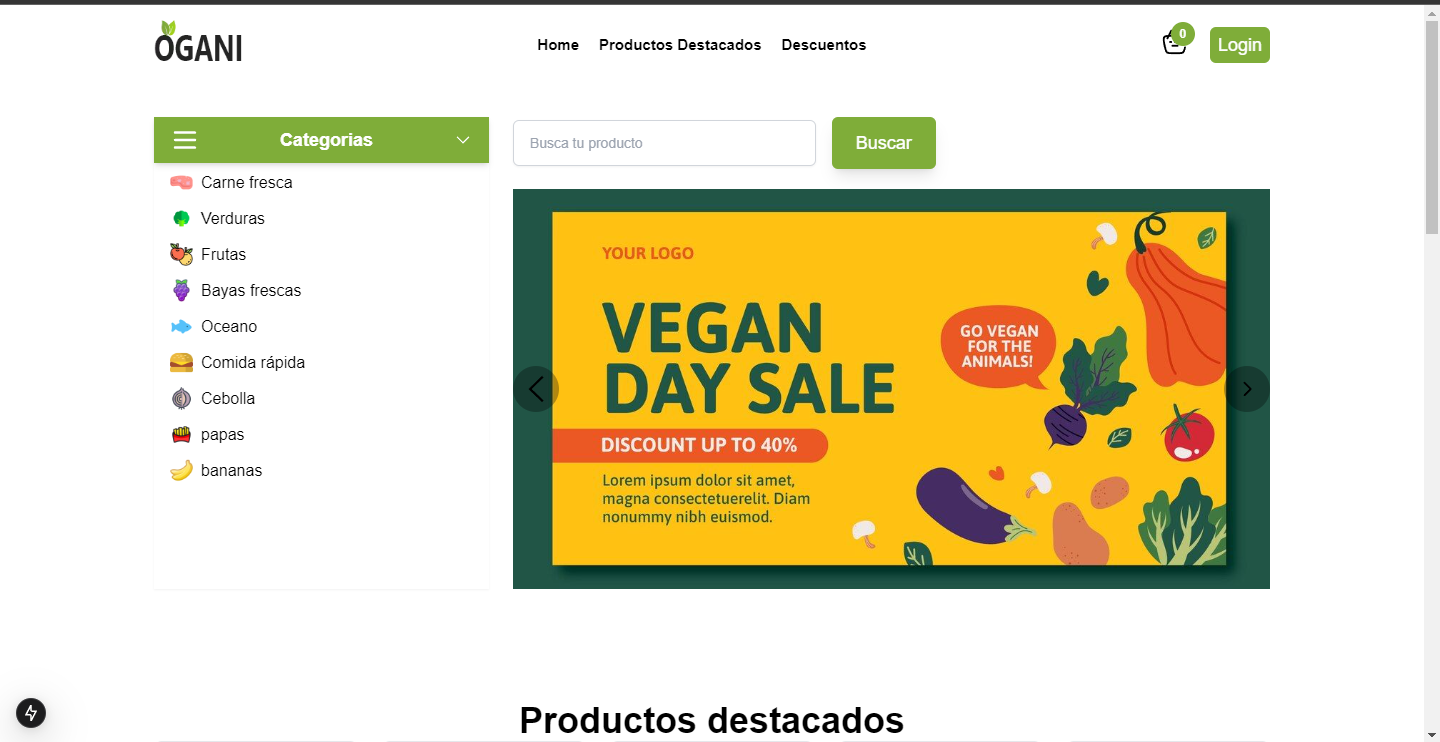 OGANI
Home
Productos Destacados
Descuentos
0
Login
Categorias
Busca tu producto
Buscar
Carne fresca
Verduras
Frutas
Bayas frescas
Oceano
Comida rápida
Cebolla
papas
bananas
YOUR LOGO
VEGAN
DAY SALE
DISCOUNT UP TO 40%
Lorem ipsum dolor sit amet,
magna consectetuerelit. Diam
nonummy nibh euismod.
GO VEGAN
FOR THE
ANIMALS!
Productos destacados